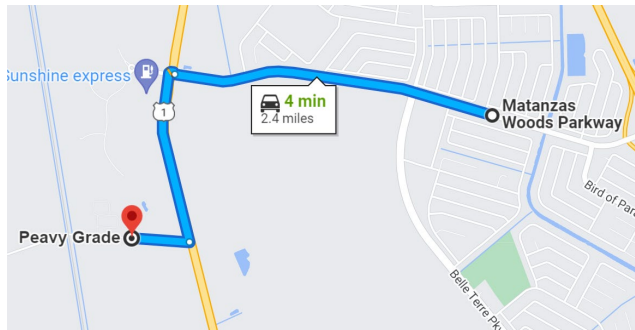 Sunshine express
1
4 min
2.4 miles
Matanzas
Woods Parkway
Bird of Par
Peavy Grade
Belle Terre Pk